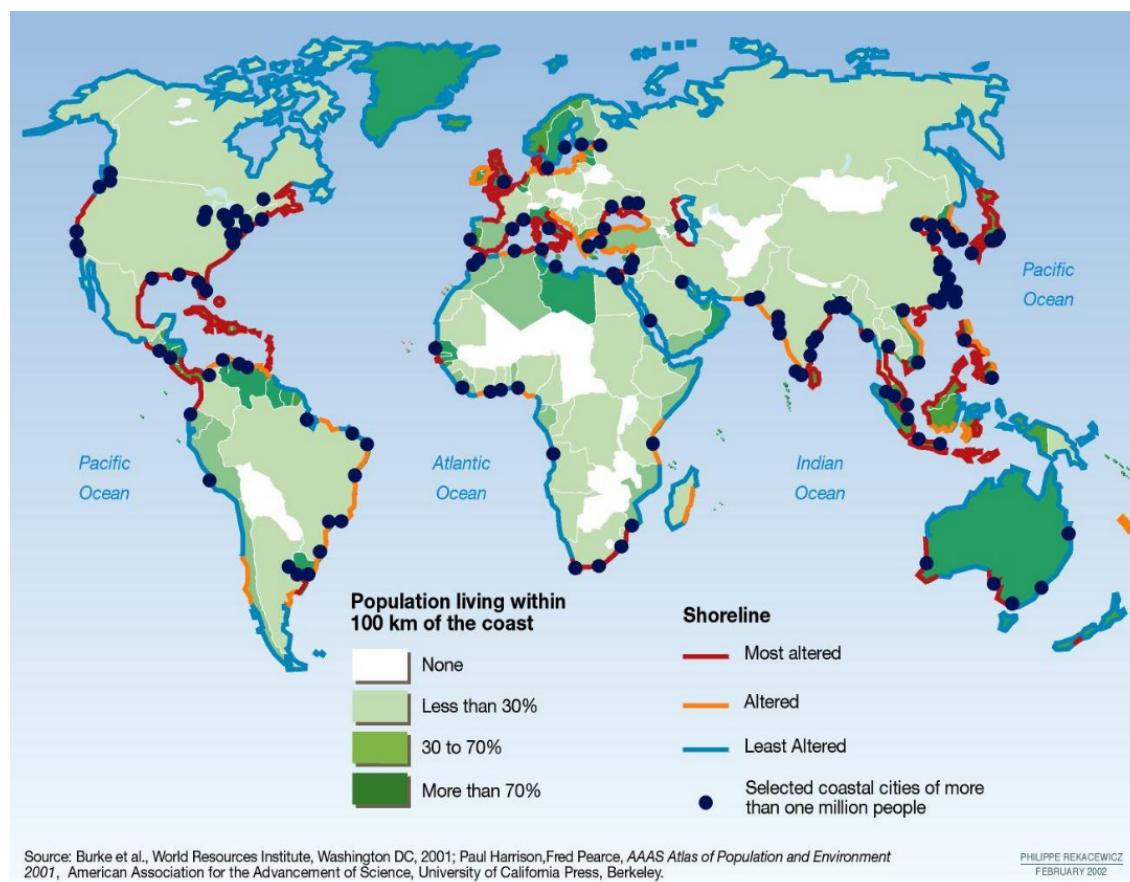 Pacific
Ocean
Pacific
Ocean
Atlantic
Ocean
Indian
Ocean
Population living within
100 km of the coast
None
Less than 30%
30 to 70%
More than 70%
Shoreline
Most altered
Altered
Least Altered
Selected coastal cities of more
than one million people
Source: Burke et al., World Resources Institute, Washington DC, 2001; Paul Harrison,Fred Pearce, AAAS Atlas of Population and Environment
2001, American Association for the Advancement of Science, University of California Press, Berkeley.
PHILIPPE REKACEWICZ
FEBRUARY 2002